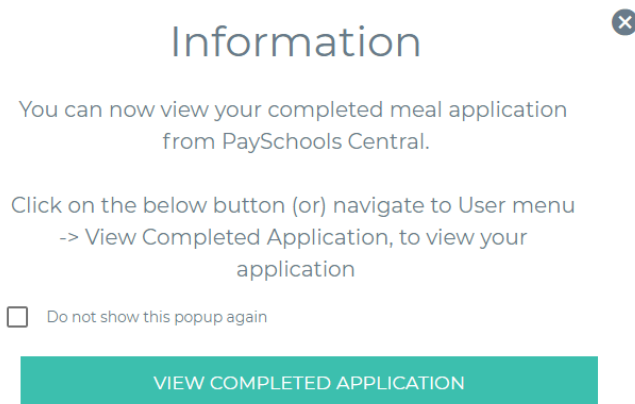 Information
You can now view your completed meal application
from PaySchools Central.
Click on the below button (or) navigate to User menu
-> View Completed Application, to view your
application
Do not show this popup again
VIEW COMPLETED APPLICATION